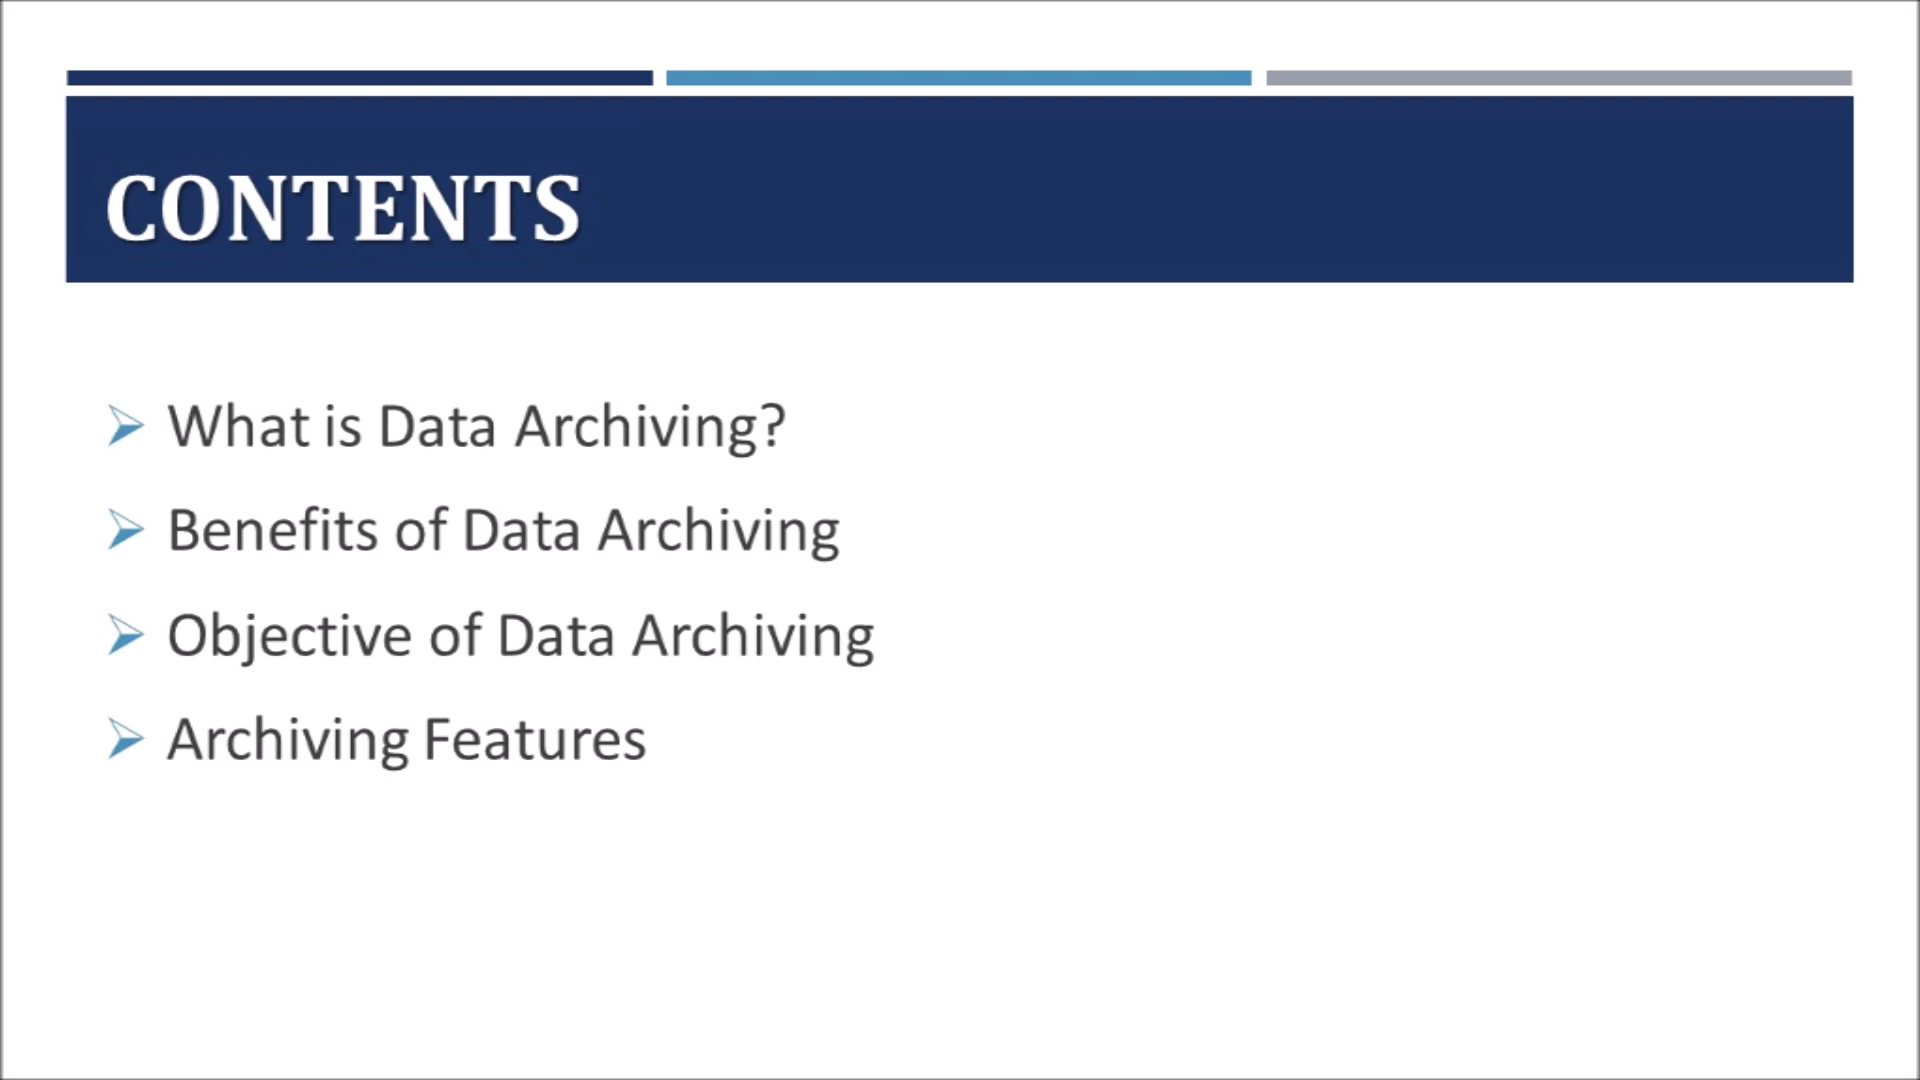 CONTENTS
What is Data Archiving?
Benefits of Data Archiving
Objective of Data Archiving
Archiving Features